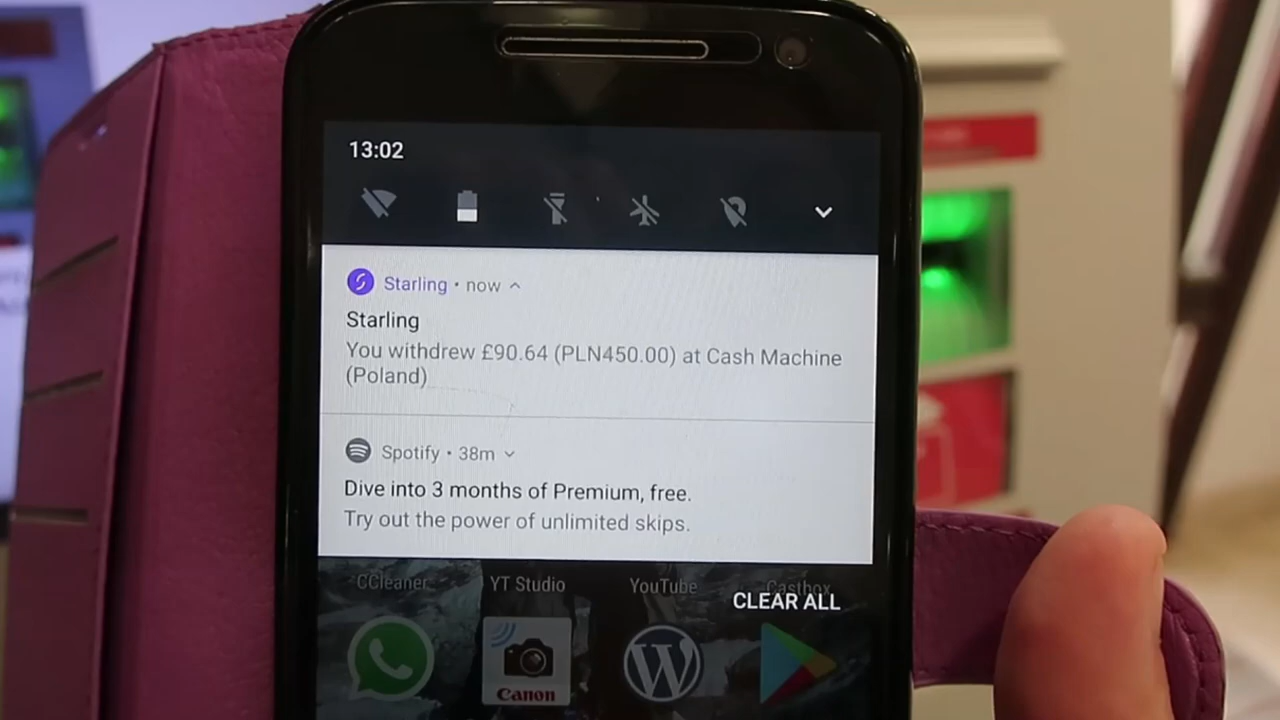 13:02
Starling • now
Starling
You withdrew £90.64 (PLN450.00) at Cash Machine
(Poland)
Spotify • 38m
Dive into 3 months of Premium, free.
Try out the power of unlimited skips.
CCleaner YT Studio YouTube Castbox
CLEAR ALL
Canon